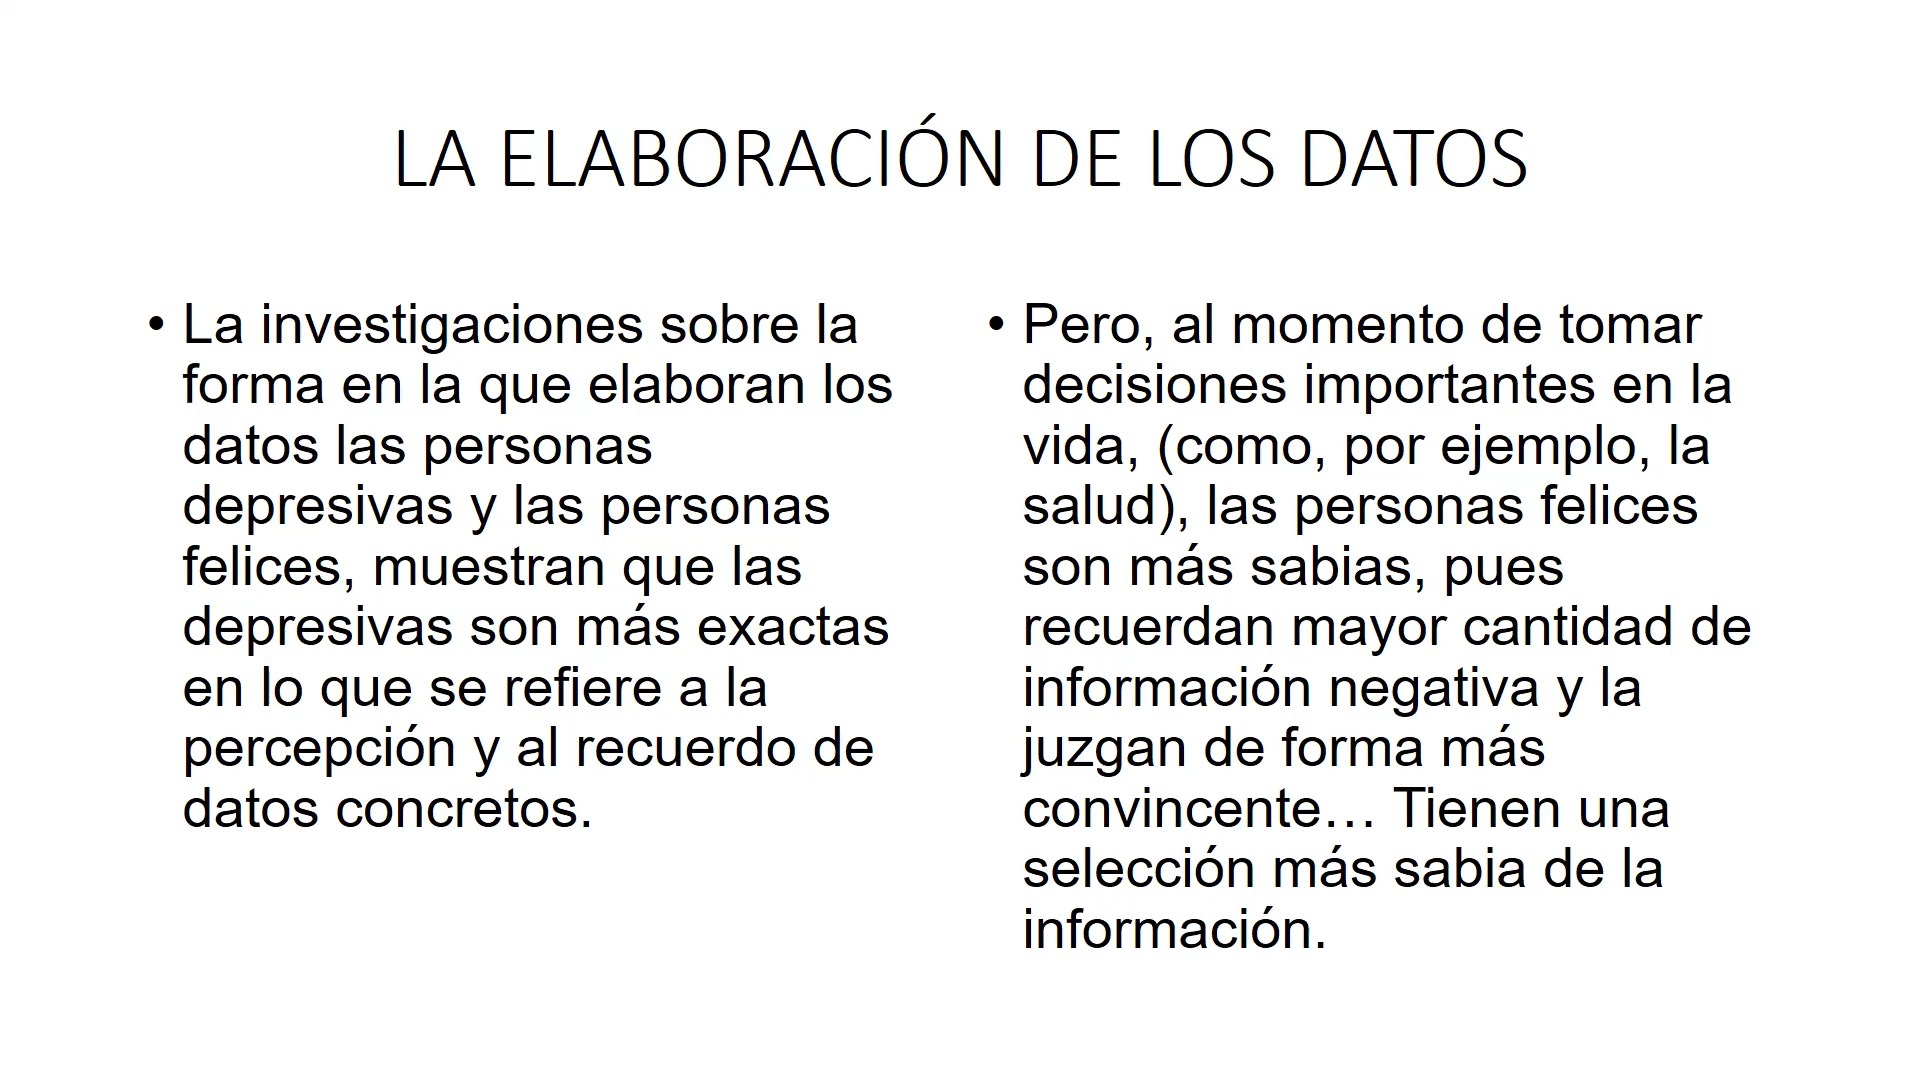 LA ELABORACIÓN DE LOS DATOS
• La investigaciones sobre la
forma en la que elaboran los
datos las personas
depresivas y las personas
felices, muestran que las
depresivas son más exactas
en lo que se refiere a la
percepción y al recuerdo de
datos concretos.
• Pero, al momento de tomar
decisiones importantes en la
vida, (como, por ejemplo, la
salud), las personas felices
son más sabias, pues
recuerdan mayor cantidad de
información negativa y la
juzgan de forma más
convincente… Tienen una
selección más sabia de la
información.